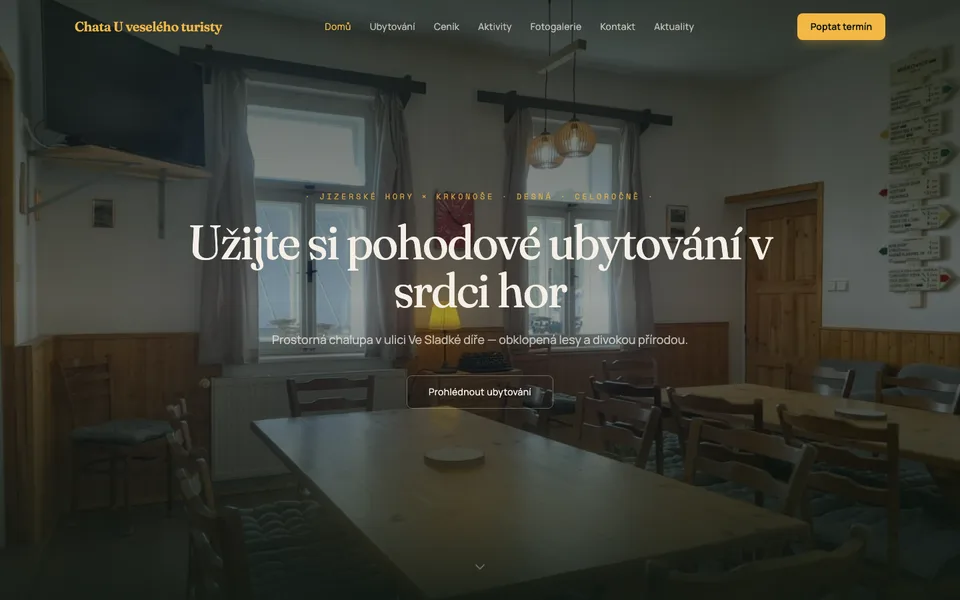 Chata U veselého turisty
Domů
Ubytování
Ceník
Aktivity
Fotogalerie
Kontakt
Aktuality
Poptat termín
· JIZERSKÉ HORY × KRKONOŠE · DESNÁ · CELOROČNĚ ·
Užijte si pohodové ubytování v
srdci hor
Prostorná chalupa v ulici Ve Sladké díře — obklopená lesy a divokou přírodou.
Prohlédnout ubytování